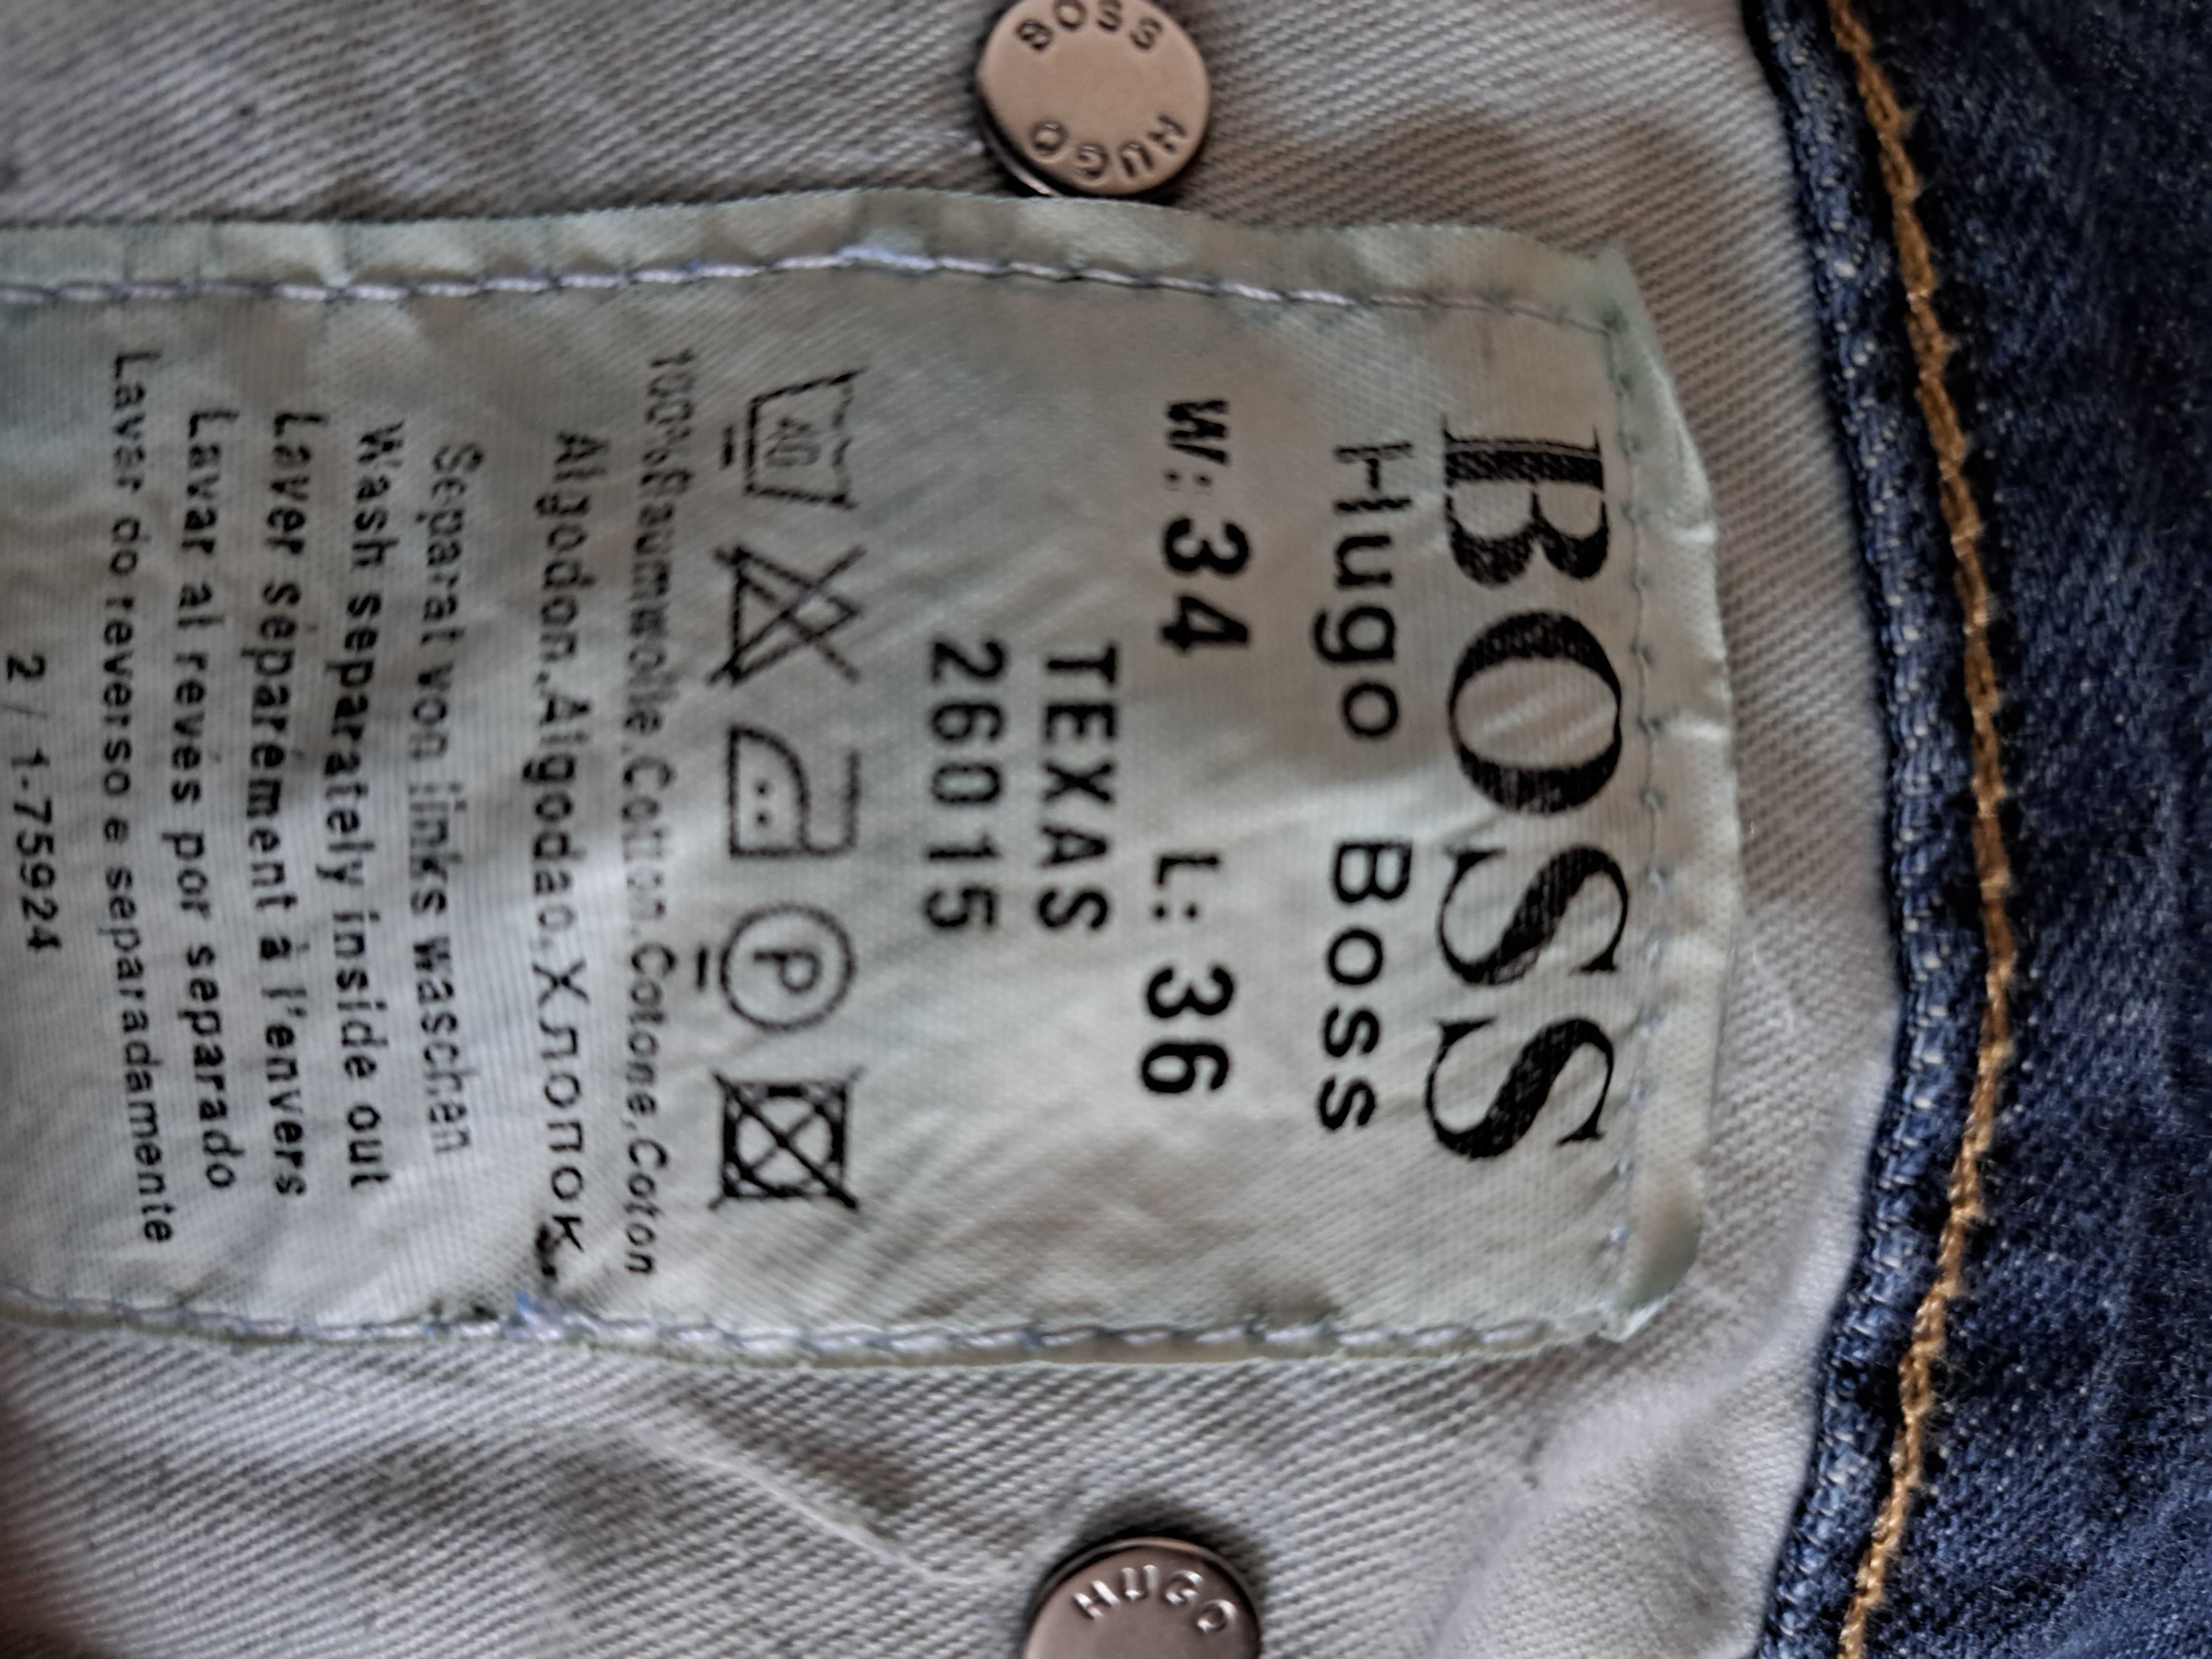 BOSS
HUGO
BOSS
Hugo Boss
W: 34 L: 36
TEXAS
26015
40
P
100% Baumwolle.Cotton.Cotone.Coton
Algodon.Algodao.Хлопок
Separat von links waschen
Wash separately inside out
Laver séparément à l'envers
Lavar al revés por separado
Lavar do reverso e separadamente
2/1-75924
HUGO